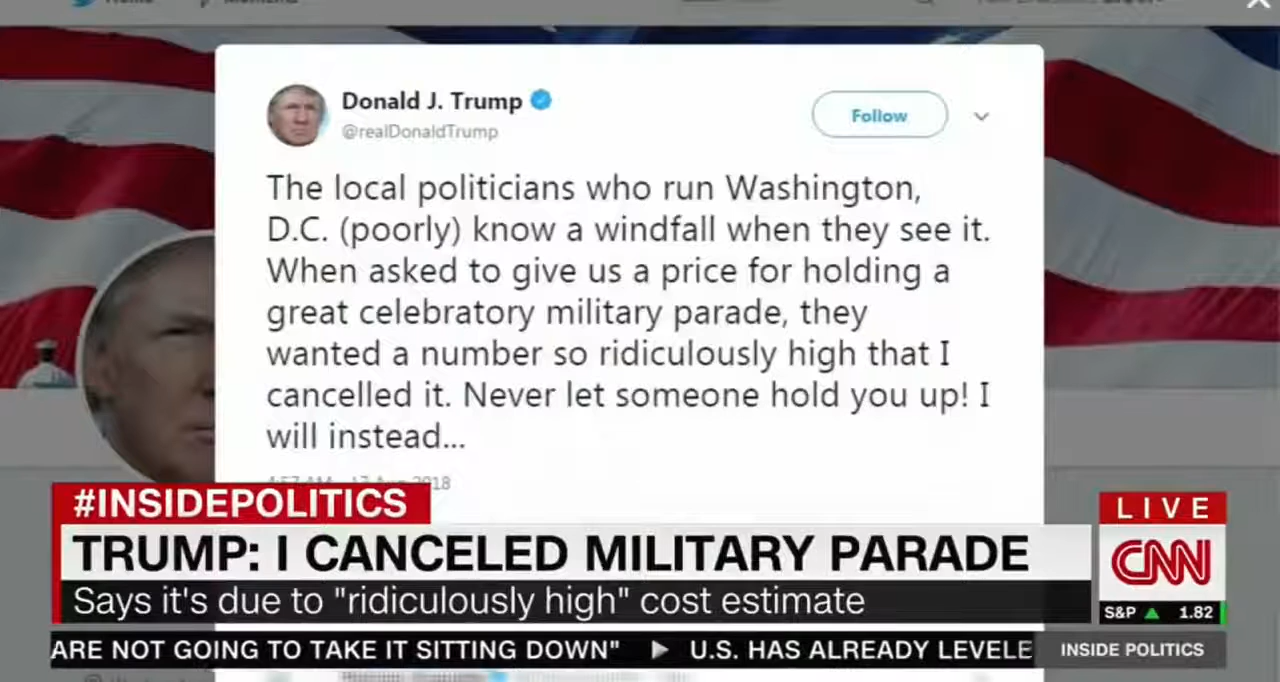 Donald J. Trump
@realDonaldTrump
Follow
The local politicians who run Washington,
D.C. (poorly) know a windfall when they see it.
When asked to give us a price for holding a
great celebratory military parade, they
wanted a number so ridiculously high that I
cancelled it. Never let someone hold you up! I
will instead...
#INSIDEPOLITICS
TRUMP: I CANCELED MILITARY PARADE
Says it's due to "ridiculously high" cost estimate
LIVE
CNN
S&P ▲ 1.82
ARE NOT GOING TO TAKE IT SITTING DOWN" ▶ U.S. HAS ALREADY LEVELE
INSIDE POLITICS